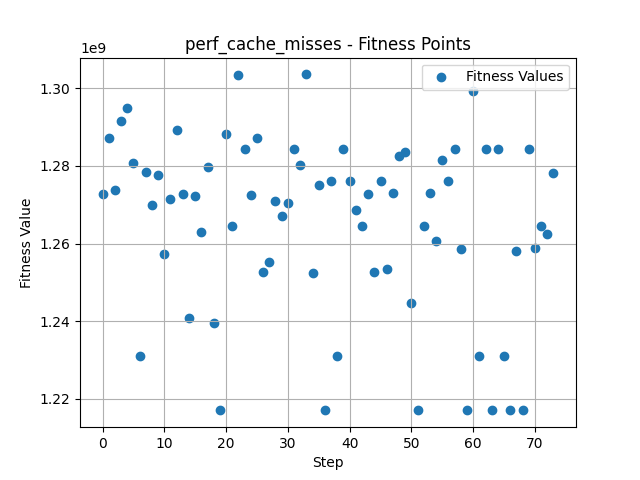 perf_cache_misses - Fitness Points
1e9
Fitness Values
1.30
1.28
1.26
1.24
1.22
Fitness Value
0 10 20 30 40 50 60 70
Step